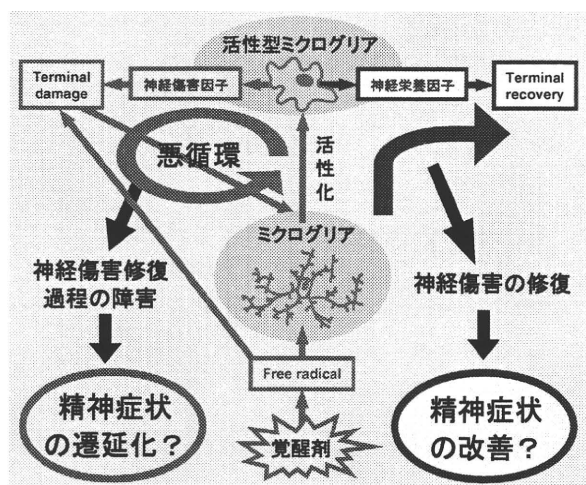 活性型ミクログリア
Terminal
damage
神経傷害因子
神経栄養因子
Terminal
recovery
悪循環
活性化
ミクログリア
神経傷害修復
過程の障害
神経傷害の修復
Free radical
精神症状
の遷延化？
覚醒剤
精神症状
の改善？